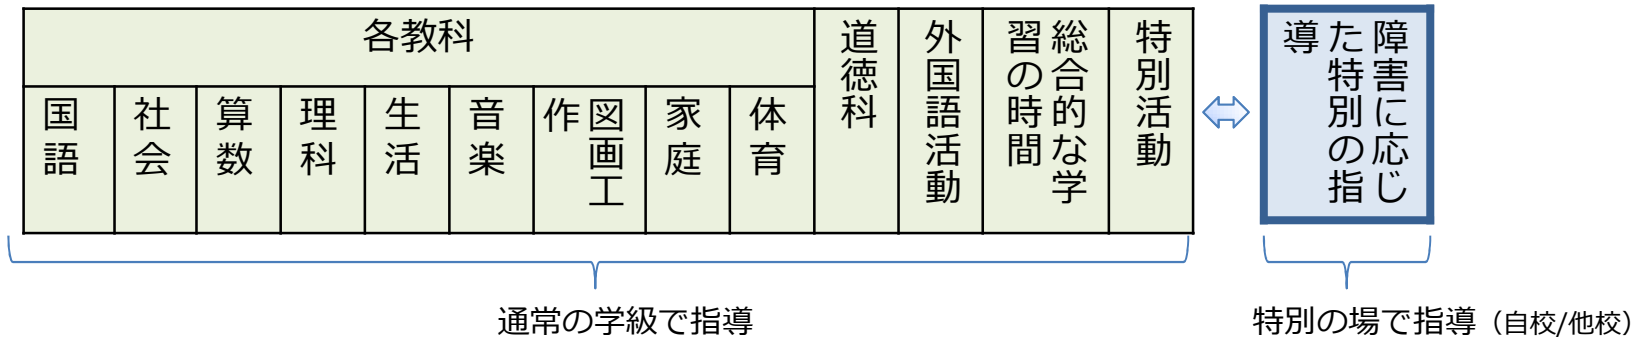 各教科
国語
社会
算数
理科
生活
音楽
図画工
作
家庭
体育
道徳科
外国語活動
総合的な学
習の時間
特別活動
障害に応じ
た特別の指
導
通常の学級で指導
特別の場で指導（自校/他校）